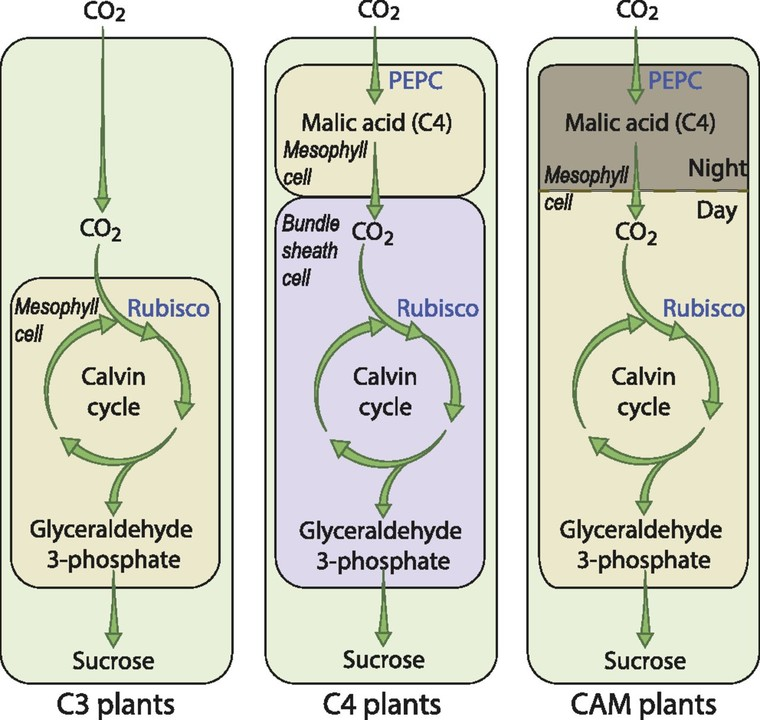 CO2
CO2
Mesophyll
cell
Rubisco
Calvin
cycle
Glyceraldehyde
3-phosphate
Sucrose
C3 plants
CO2
PEPC
Malic acid (C4)
Mesophyll
cell
Bundle
sheath
cell
CO2
Rubisco
Calvin
cycle
Glyceraldehyde
3-phosphate
Sucrose
C4 plants
CO2
PEPC
Malic acid (C4)
Night
Mesophyll
cell
Day
CO2
Rubisco
Calvin
cycle
Glyceraldehyde
3-phosphate
Sucrose
CAM plants